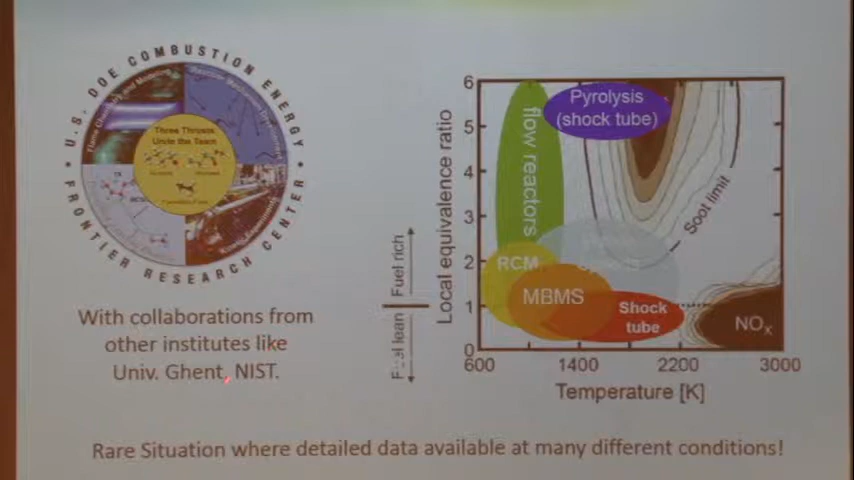 U.S. DOE COMBUSTION ENERGY
FRONTIER RESEARCH CENTER
Three Thrusts
Unite the Team
With collaborations from
other institutes like
Univ. Ghent, NIST.
Local equivalence ratio
Fuel rich
Fuel lean
6
5
4
3
2
1
0
600
1400
2200
3000
Temperature [K]
flow reactors
Pyrolysis
(shock tube)
Soot limit
RCM
MBMS
Shock
tube
NOx
Rare Situation where detailed data available at many different conditions!